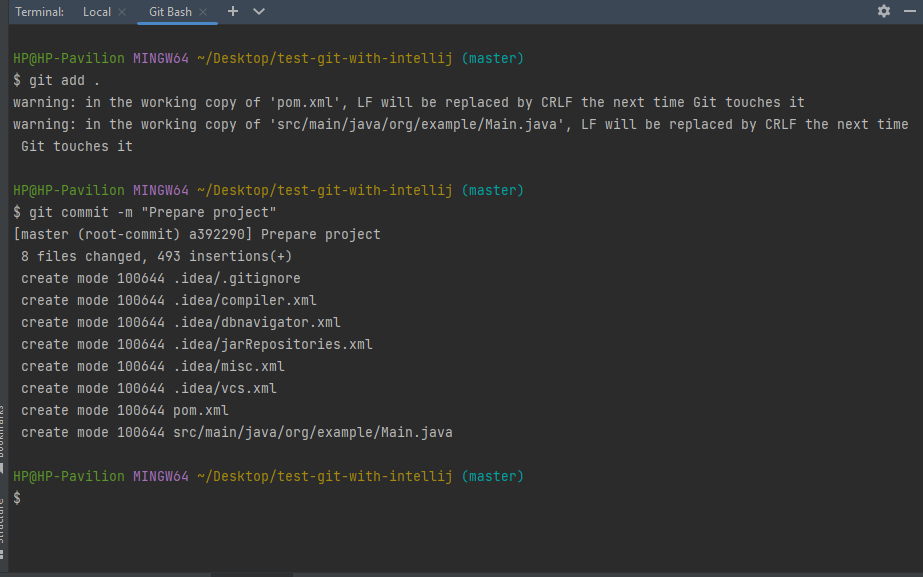 Terminal: Local Git Bash
HP@HP-Pavilion MINGW64 ~/Desktop/test-git-with-intellij (master)
$ git add .
warning: in the working copy of 'pom.xml', LF will be replaced by CRLF the next time Git touches it
warning: in the working copy of 'src/main/java/org/example/Main.java', LF will be replaced by CRLF the next time
 Git touches it
HP@HP-Pavilion MINGW64 ~/Desktop/test-git-with-intellij (master)
$ git commit -m "Prepare project"
[master (root-commit) a392290] Prepare project
 8 files changed, 493 insertions(+)
 create mode 100644 .idea/.gitignore
 create mode 100644 .idea/compiler.xml
 create mode 100644 .idea/dbnavigator.xml
 create mode 100644 .idea/jarRepositories.xml
 create mode 100644 .idea/misc.xml
 create mode 100644 .idea/vcs.xml
 create mode 100644 pom.xml
 create mode 100644 src/main/java/org/example/Main.java
HP@HP-Pavilion MINGW64 ~/Desktop/test-git-with-intellij (master)
$
Bookmarks
Structure